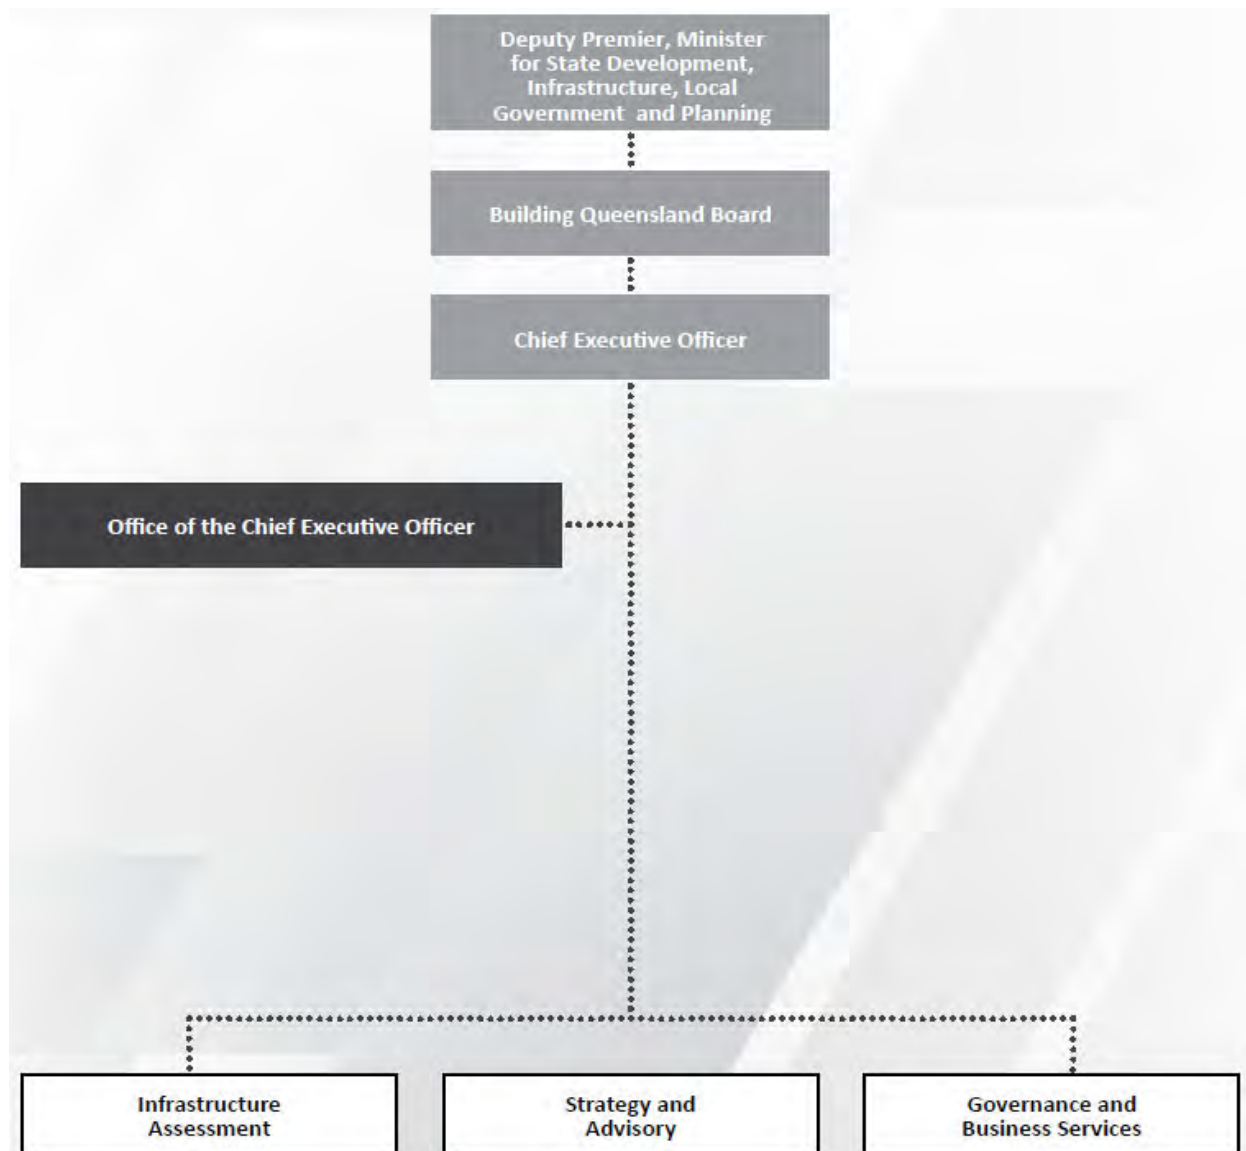 Deputy Premier, Minister
for State Development,
Infrastructure, Local
Government and Planning
Building Queensland Board
Chief Executive Officer
Office of the Chief Executive Officer
Infrastructure
Assessment
Strategy and
Advisory
Governance and
Business Services